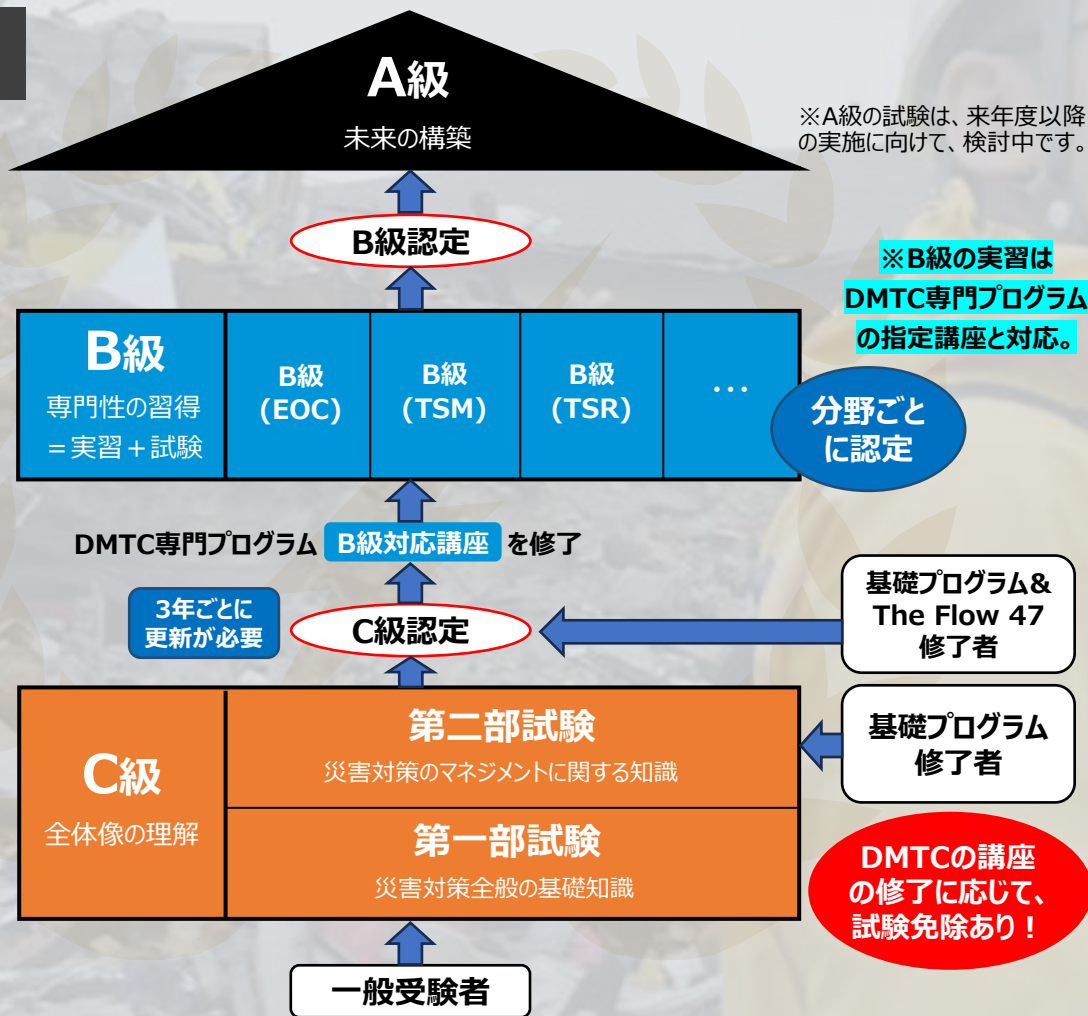 A級
未来の構築
※A級の試験は、来年度以降
の実施に向けて、検討中です。
B級認定
※B級の実習は
DMTC専門プログラム
の指定講座と対応。
B級
専門性の習得
＝実習＋試験
B級
(EOC)
B級
(TSM)
B級
(TSR)
…
分野ごと
に認定
DMTC専門プログラム B級対応講座 を修了
3年ごとに
更新が必要
C級認定
基礎プログラム&
The Flow 47
修了者
C級
全体像の理解
第二部試験
災害対策のマネジメントに関する知識
基礎プログラム
修了者
第一部試験
災害対策全般の基礎知識
DMTCの講座
の修了に応じて、
試験免除あり！
一般受験者